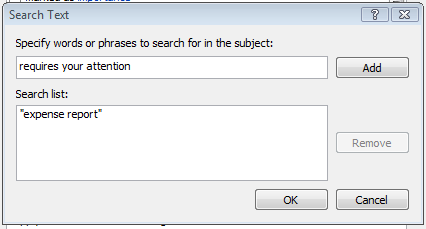 Search Text
Specify words or phrases to search for in the subject:
requires your attention
Add
Search list:
"expense report"
Remove
OK
Cancel